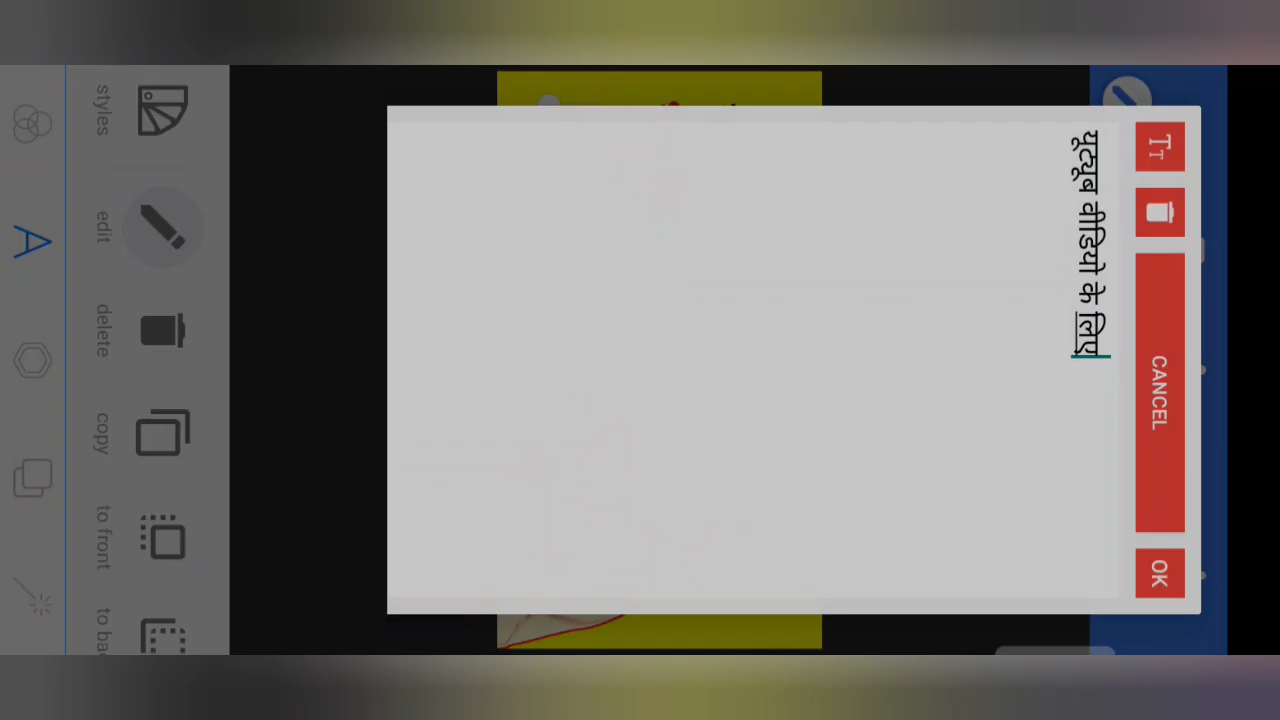 यूट्यूब वीडियो के लिए
CANCEL
OK
styles
edit
delete
copy
to front